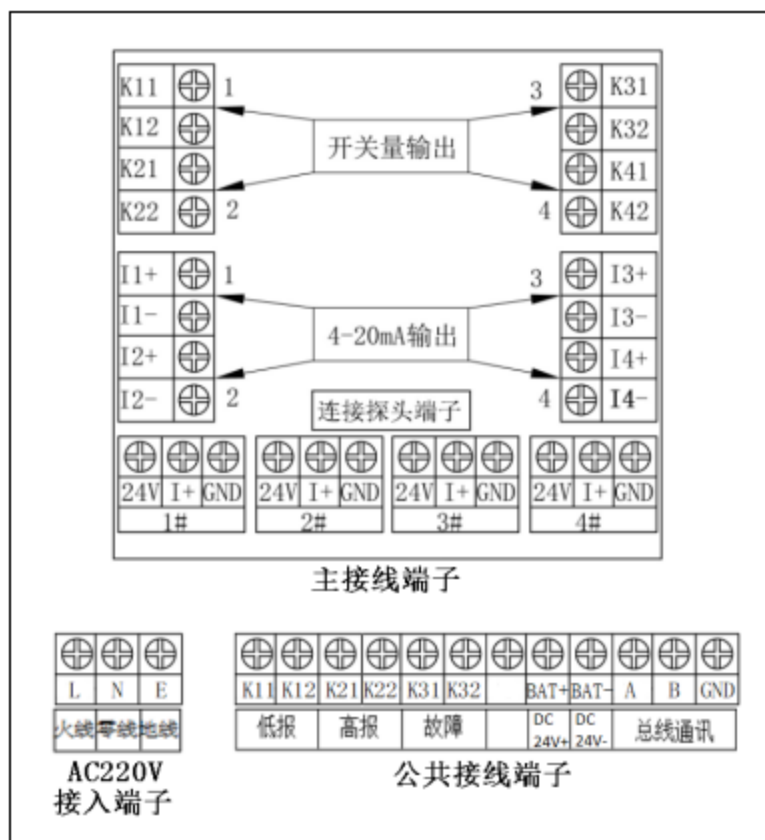 K11 1 3 K31
K12 K32
开关量输出
K21 K41
K22 2 4 K42
I1+ 1 3 I3+
I1- I3-
4-20mA输出
I2+ I4+
I2- 2 4 I4-
连接探头端子
24V I+ GND 24V I+ GND 24V I+ GND 24V I+ GND
1# 2# 3# 4#
主接线端子
L N E
火线 零线 地线
AC220V
接入端子
K11 K12 K21 K22 K31 K32 BAT+ BAT- A B GND
低报 高报 故障 DC 24V+ DC 24V- 总线通讯
公共接线端子